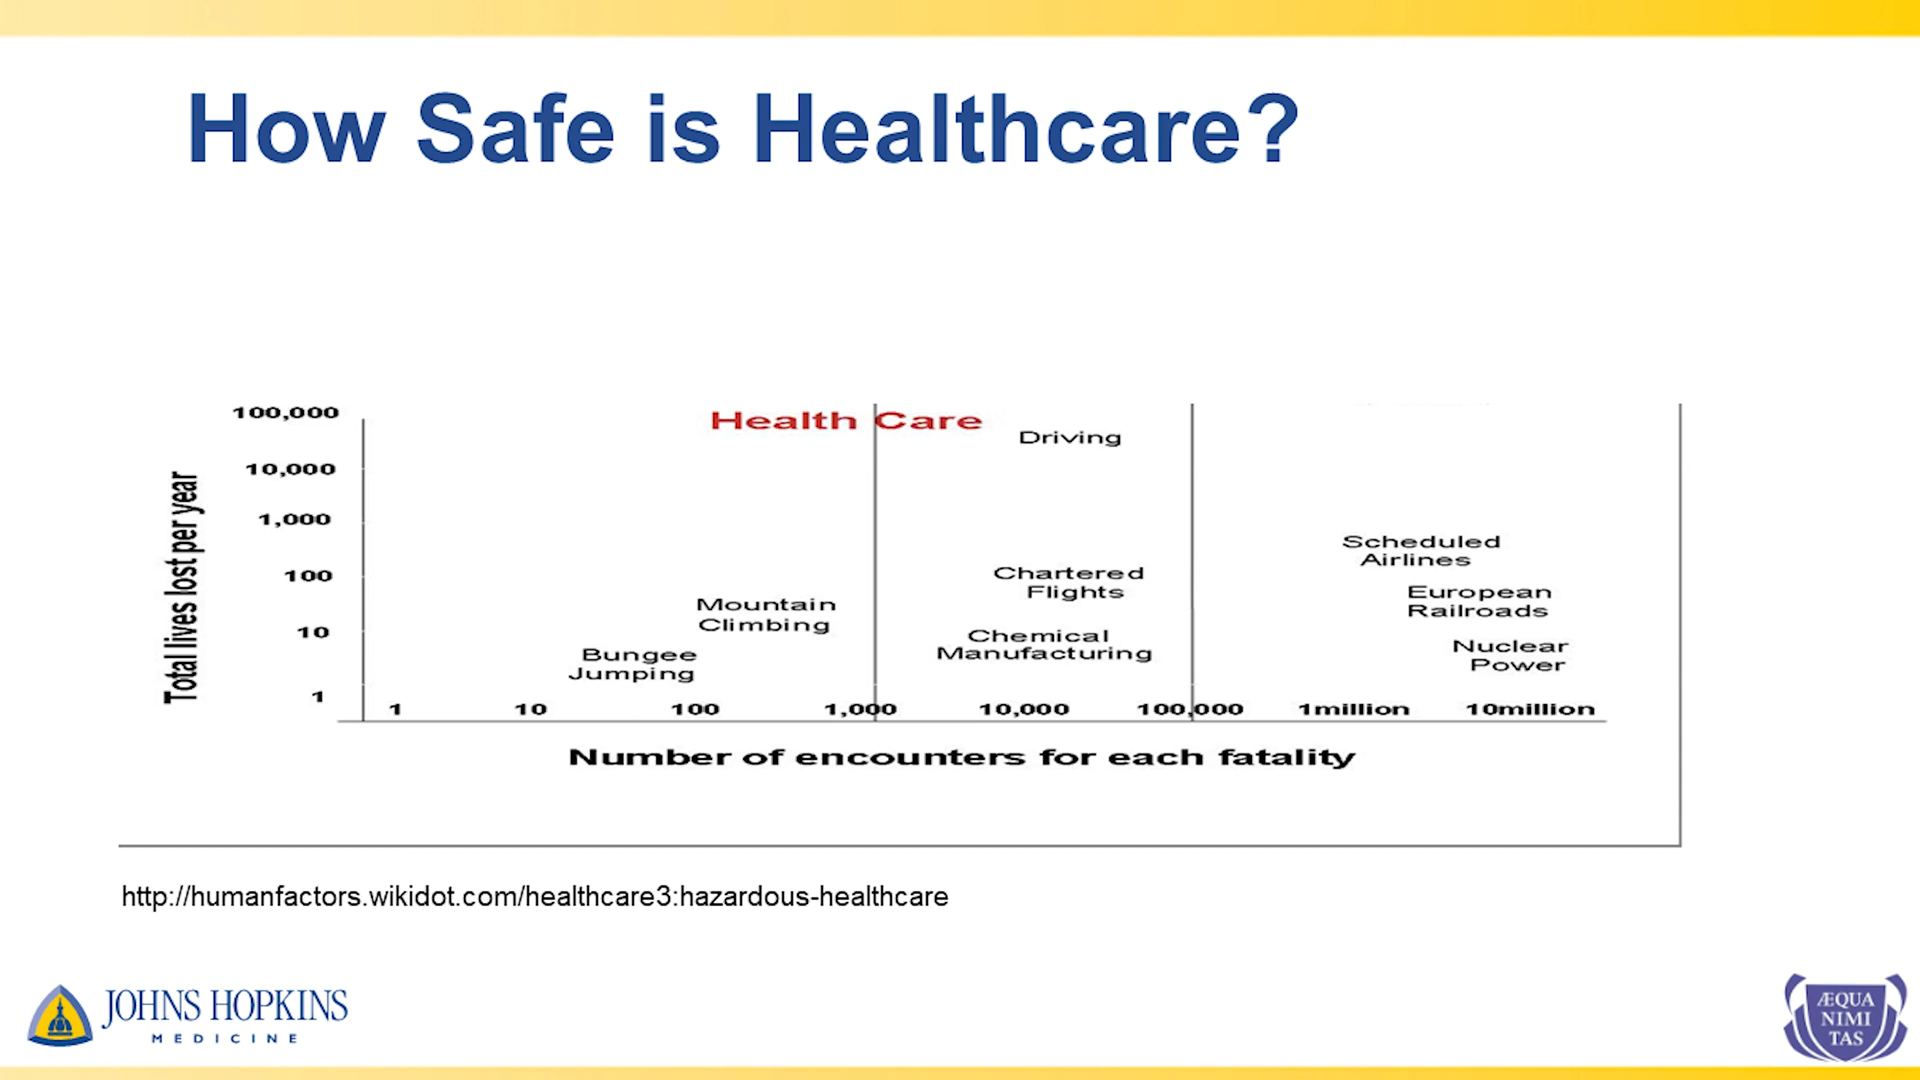 How Safe is Healthcare?
100,000
10,000
1,000
100
10
1
Total lives lost per year
Health Care
Driving
Scheduled
Airlines
Chartered
Flights
European
Railroads
Mountain
Climbing
Chemical
Manufacturing
Nuclear
Power
Bungee
Jumping
1 10 100 1,000 10,000 100,000 1million 10million
Number of encounters for each fatality
http://humanfactors.wikidot.com/healthcare3:hazardous-healthcare
JOHNS HOPKINS
MEDICINE
ÆQUA
NIMI
TAS